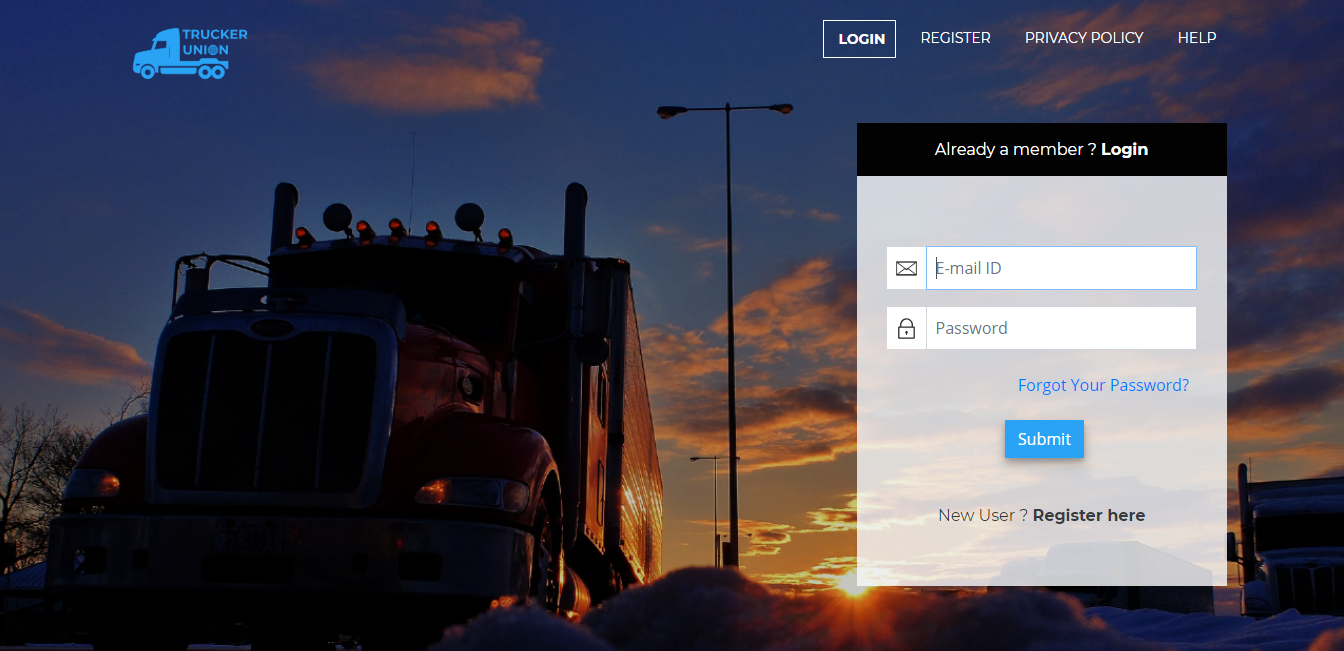 TRUCKER
UNION
LOGIN
REGISTER
PRIVACY POLICY
HELP
Already a member ? Login
E-mail ID
Password
Forgot Your Password?
Submit
New User ? Register here